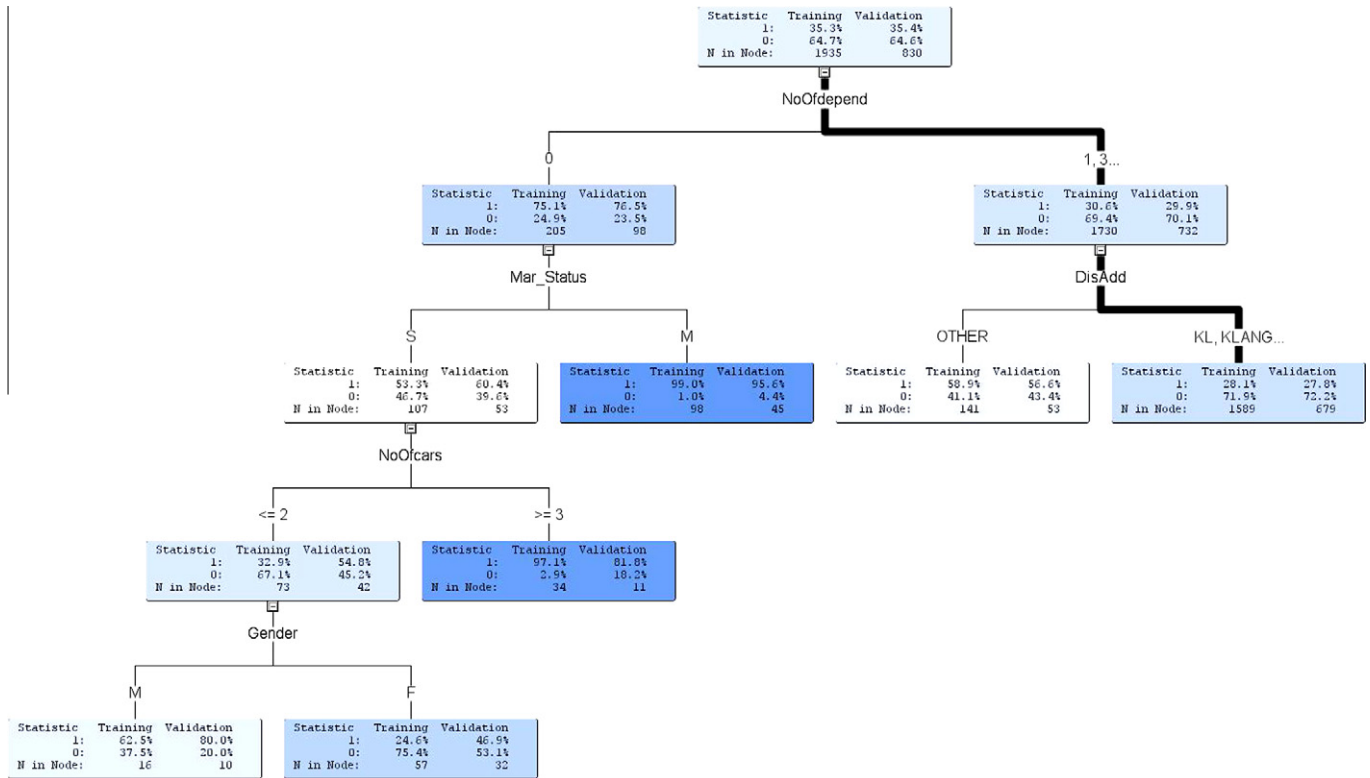 Statistic Training Validation
1: 35.3% 35.4%
0: 64.7% 64.6%
N in Node: 1935 830
NoOfdepend
0
1, 3...
Statistic Training Validation
1: 75.1% 76.5%
0: 24.9% 23.5%
N in Node: 205 98
Statistic Training Validation
1: 30.6% 29.9%
0: 69.4% 70.1%
N in Node: 1730 732
Mar_Status
DisAdd
S
M
OTHER
KL, KLANG...
Statistic Training Validation
1: 53.3% 60.4%
0: 46.7% 39.6%
N in Node: 107 53
Statistic Training Validation
1: 99.0% 95.6%
0: 1.0% 4.4%
N in Node: 98 45
Statistic Training Validation
1: 58.9% 56.6%
0: 41.1% 43.4%
N in Node: 141 53
Statistic Training Validation
1: 28.1% 27.8%
0: 71.9% 72.2%
N in Node: 1589 679
NoOfcars
<= 2
>= 3
Statistic Training Validation
1: 32.9% 54.8%
0: 67.1% 45.2%
N in Node: 73 42
Statistic Training Validation
1: 97.1% 81.8%
0: 2.9% 18.2%
N in Node: 34 11
Gender
M
F
Statistic Training Validation
1: 62.5% 80.0%
0: 37.5% 20.0%
N in Node: 16 10
Statistic Training Validation
1: 24.6% 46.9%
0: 75.4% 53.1%
N in Node: 57 32